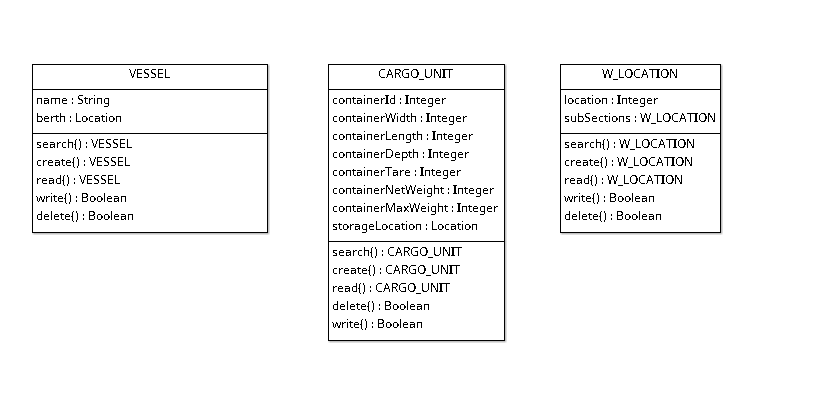 VESSEL
name : String
berth : Location
search() : VESSEL
create() : VESSEL
read() : VESSEL
write() : Boolean
delete() : Boolean
CARGO_UNIT
containerId : Integer
containerWidth : Integer
containerLength : Integer
containerDepth : Integer
containerTare : Integer
containerNetWeight : Integer
containerMaxWeight : Integer
storageLocation : Location
search() : CARGO_UNIT
create() : CARGO_UNIT
read() : CARGO_UNIT
delete() : Boolean
write() : Boolean
W_LOCATION
location : Integer
subSections : W_LOCATION
search() : W_LOCATION
create() : W_LOCATION
read() : W_LOCATION
write() : Boolean
delete() : Boolean